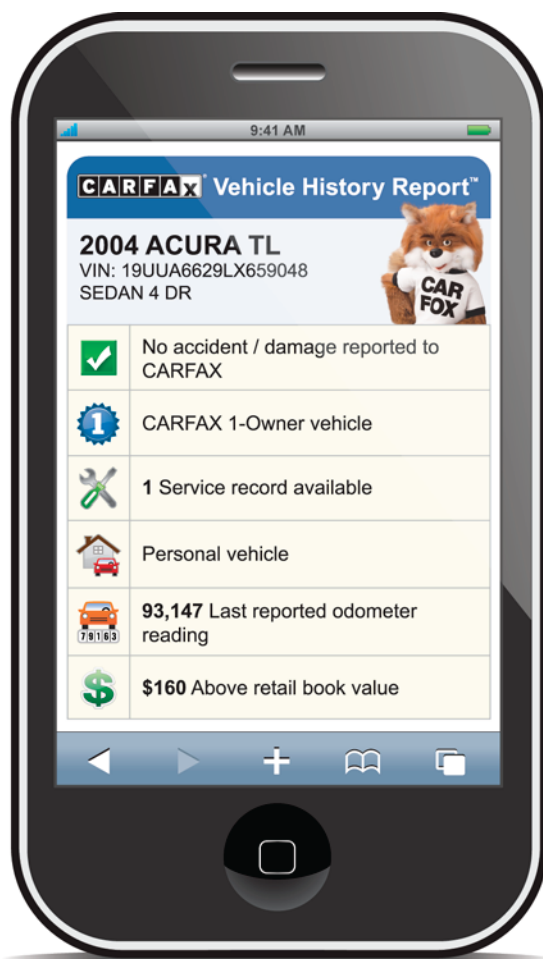 9:41 AM
CARFAX® Vehicle History Report™
2004 ACURA TL
VIN: 19UUA6629LX659048
SEDAN 4 DR
CAR
FOX
No accident / damage reported to
CARFAX
1
CARFAX 1-Owner vehicle
1 Service record available
Personal vehicle
93,147 Last reported odometer
reading
79163
$
$160 Above retail book value